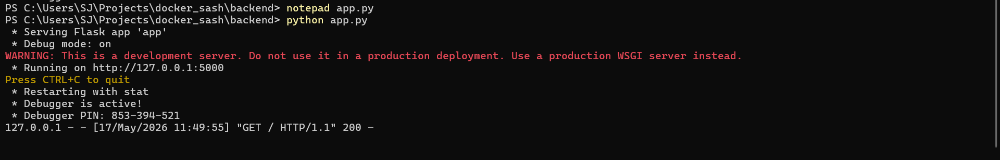 PS C:\Users\SJ\Projects\docker_sash\backend> notepad app.py
PS C:\Users\SJ\Projects\docker_sash\backend> python app.py
 * Serving Flask app 'app'
 * Debug mode: on
WARNING: This is a development server. Do not use it in a production deployment. Use a production WSGI server instead.
 * Running on http://127.0.0.1:5000
Press CTRL+C to quit
 * Restarting with stat
 * Debugger is active!
 * Debugger PIN: 853-394-521
127.0.0.1 - - [17/May/2026 11:49:55] "GET / HTTP/1.1" 200 -